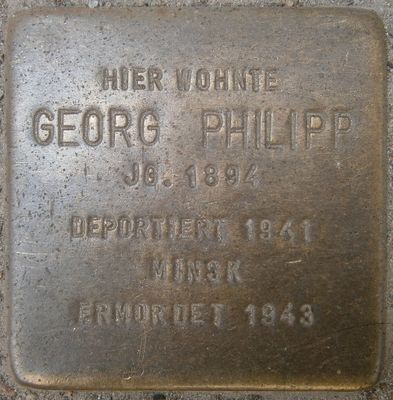 HIER WOHNTE
GEORG PHILIPP
JG. 1894
DEPORTIERT 1941
MINSK
ERMORDET 1943